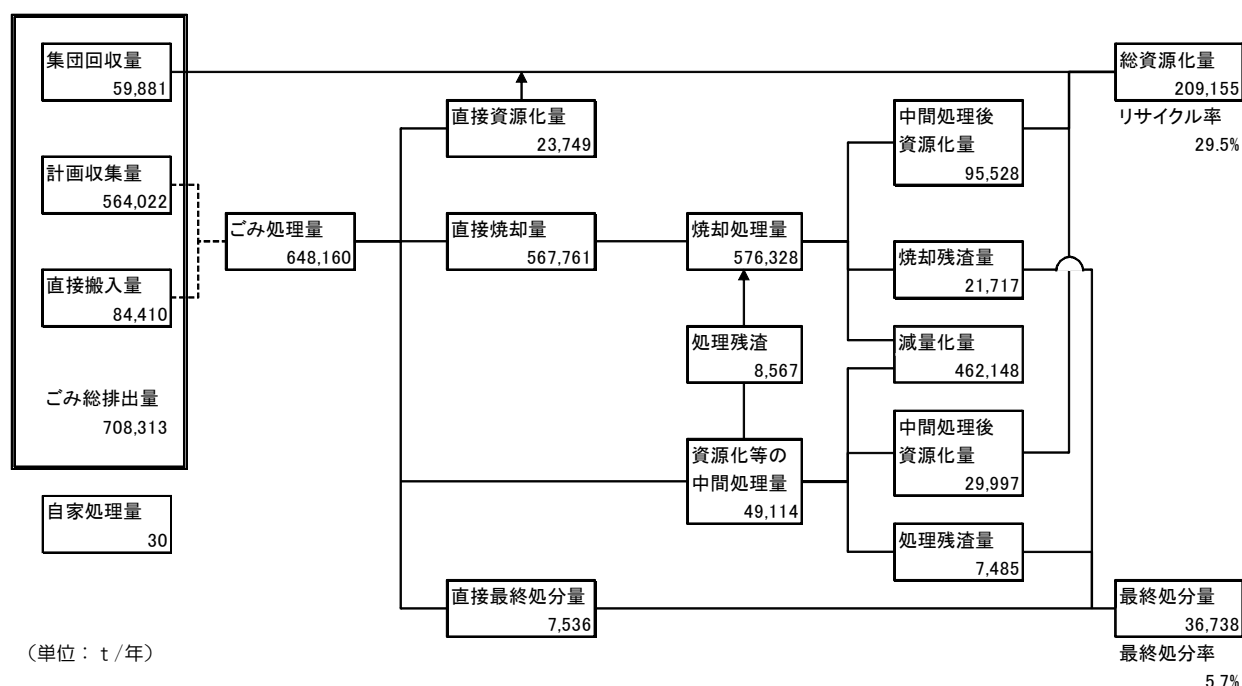 集団回収量
59,881
計画収集量
564,022
直接搬入量
84,410
ごみ総排出量
708,313
自家処理量
30
(単位:t/年)
ごみ処理量
648,160
直接資源化量
23,749
直接焼却量
567,761
直接最終処分量
7,536
焼却処理量
576,328
処理残渣
8,567
資源化等の
中間処理量
49,114
中間処理後
資源化量
95,528
焼却残渣量
21,717
減量化量
462,148
中間処理後
資源化量
29,997
処理残渣量
7,485
総資源化量
209,155
リサイクル率
29.5%
最終処分量
36,738
最終処分率
5.7%